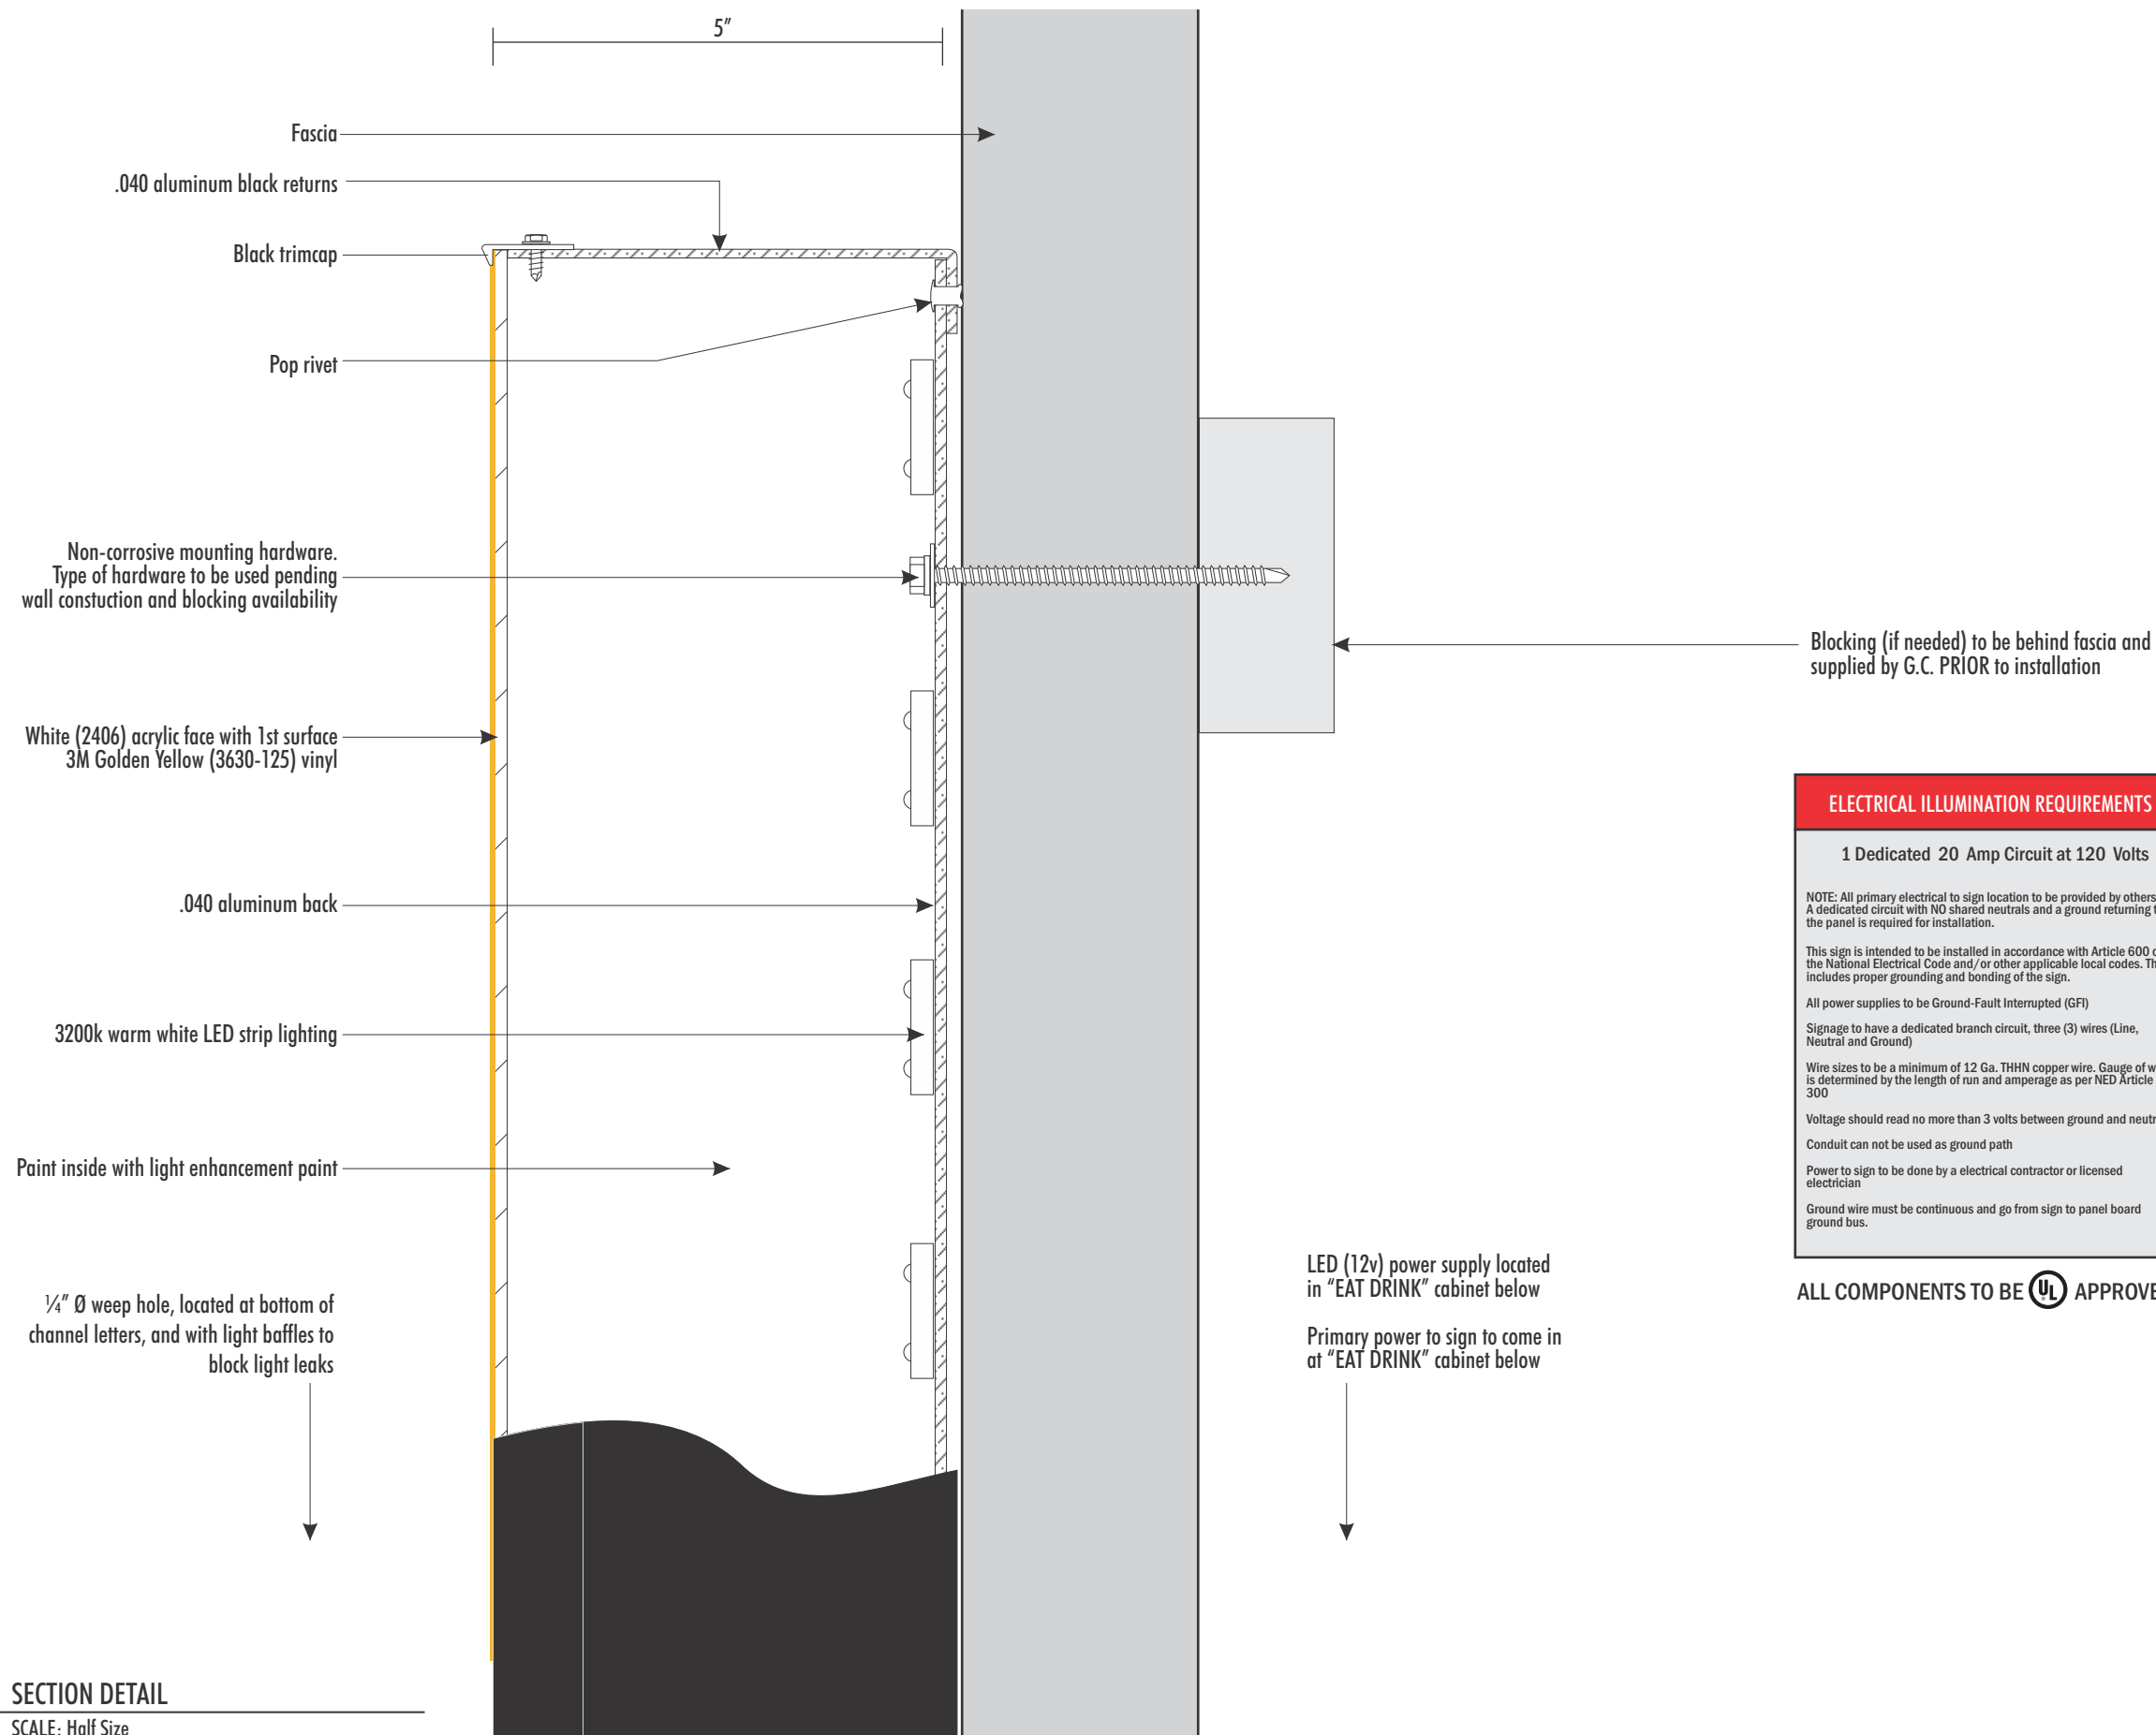 5"
Fascia
.040 aluminum black returns
Black trimcap
Pop rivet
Non-corrosive mounting hardware.
Type of hardware to be used pending
wall constuction and blocking availability
White (2406) acrylic face with 1st surface
3M Golden Yellow (3630-125) vinyl
.040 aluminum back
3200k warm white LED strip lighting
Paint inside with light enhancement paint
¼” Ø weep hole, located at bottom of
channel letters, and with light baffles to
block light leaks
SECTION DETAIL
SCALE: Half Size
LED (12v) power supply located
in “EAT DRINK” cabinet below
Primary power to sign to come in
at “EAT DRINK” cabinet below
Blocking (if needed) to be behind fascia and
supplied by G.C. PRIOR to installation
ELECTRICAL ILLUMINATION REQUIREMENTS
1 Dedicated 20 Amp Circuit at 120 Volts
NOTE: All primary electrical to sign location to be provided by others
A dedicated circuit with NO shared neutrals and a ground returning
the panel is required for installation.
This sign is intended to be installed in accordance with Article 600
the National Electrical Code and/or other applicable local codes.
includes proper grounding and bonding of the sign.
All power supplies to be Ground-Fault Interrupted (GFI)
Signage to have a dedicated branch circuit, three (3) wires (Line,
Neutral and Ground)
Wire sizes to be a minimum of 12 Ga. THHN copper wire. Gauge of
is determined by the length of run and amperage as per NED Article
300
Voltage should read no more than 3 volts between ground and
Conduit can not be used as ground path
Power to sign to be done by a electrical contractor or licensed
electrician
Ground wire must be continuous and go from sign to panel board
ground bus.
ALL COMPONENTS TO BE UL APPROVE